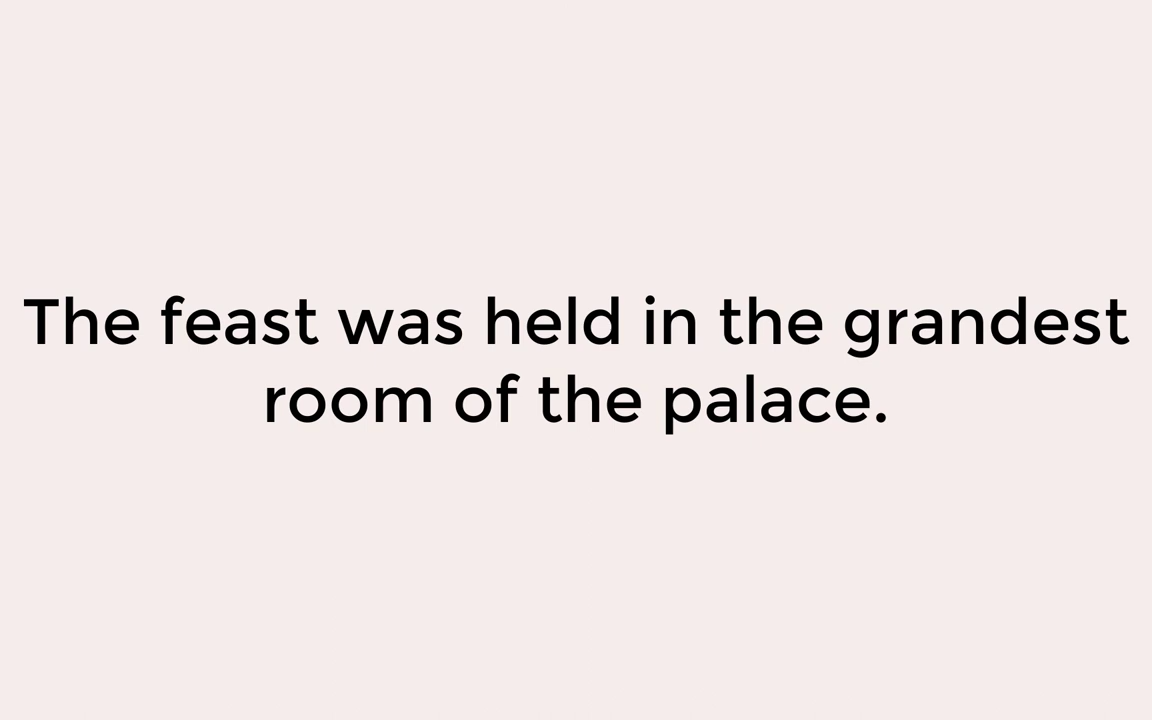 The feast was held in the grandest
room of the palace.